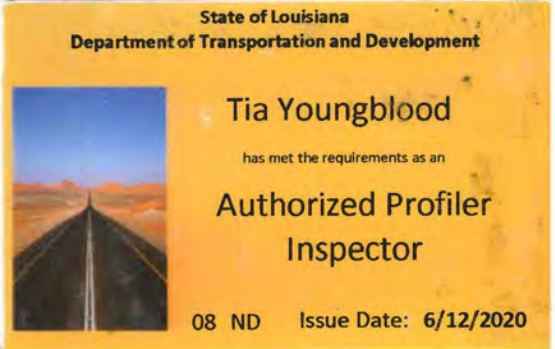 State of Louisiana
Department of Transportation and Development
Tia Youngblood
has met the requirements as an
Authorized Profiler
Inspector
08 ND Issue Date: 6/12/2020